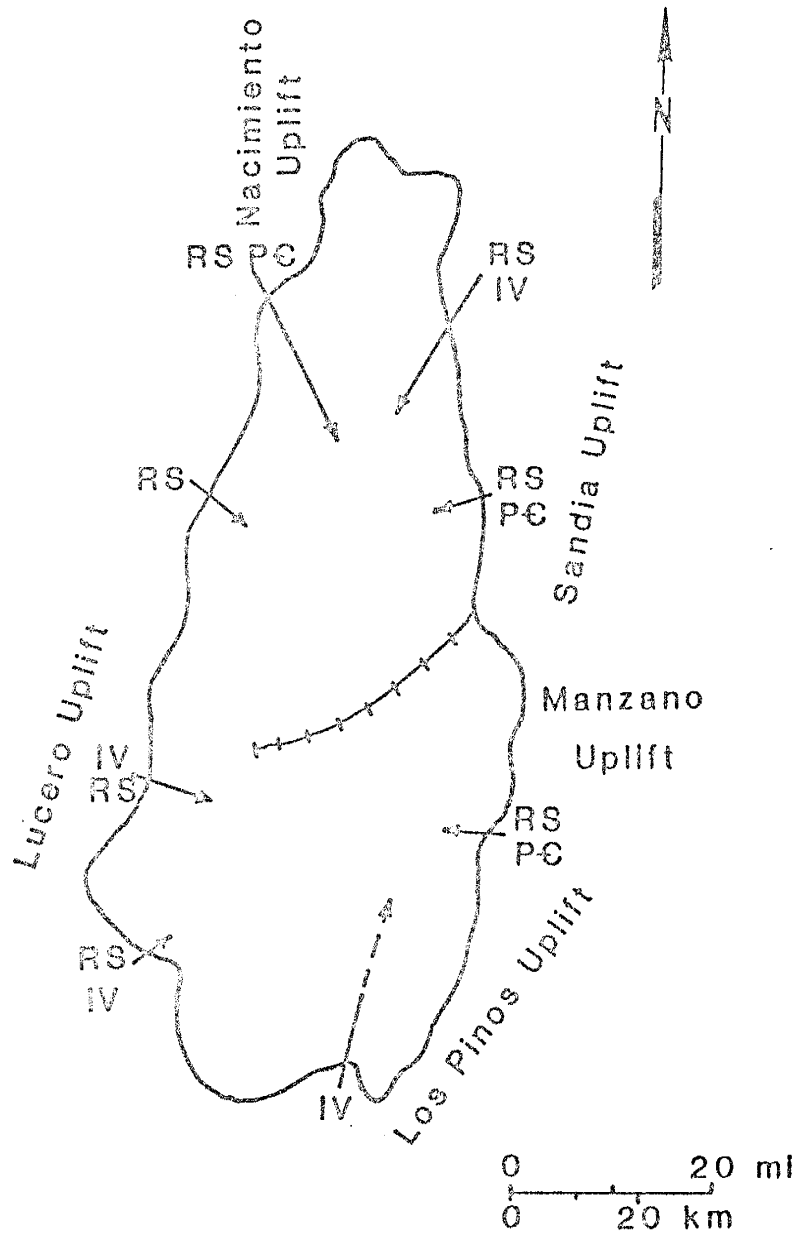 Nacimiento
Uplift
N
RS PЄ
RS
IV
RS
RS
PЄ
Sandia Uplift
Lucero Uplift
Manzano
Uplift
IV
RS
RS
PЄ
RS
IV
Los Pinos Uplift
IV
0 20 mi
0 20 km